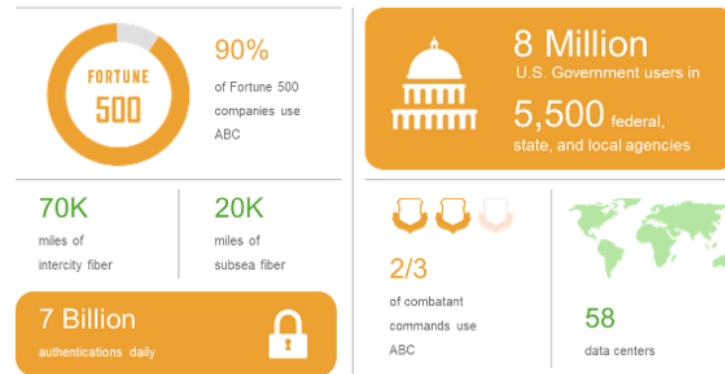 FORTUNE
500
90%
of Fortune 500
companies use
ABC
8 Million
U.S. Government users in
5,500 federal,
state, and local agencies
70K
miles of
intercity fiber
20K
miles of
subsea fiber
2/3
of combatant
commands use
ABC
58
data centers
7 Billion
authentications daily